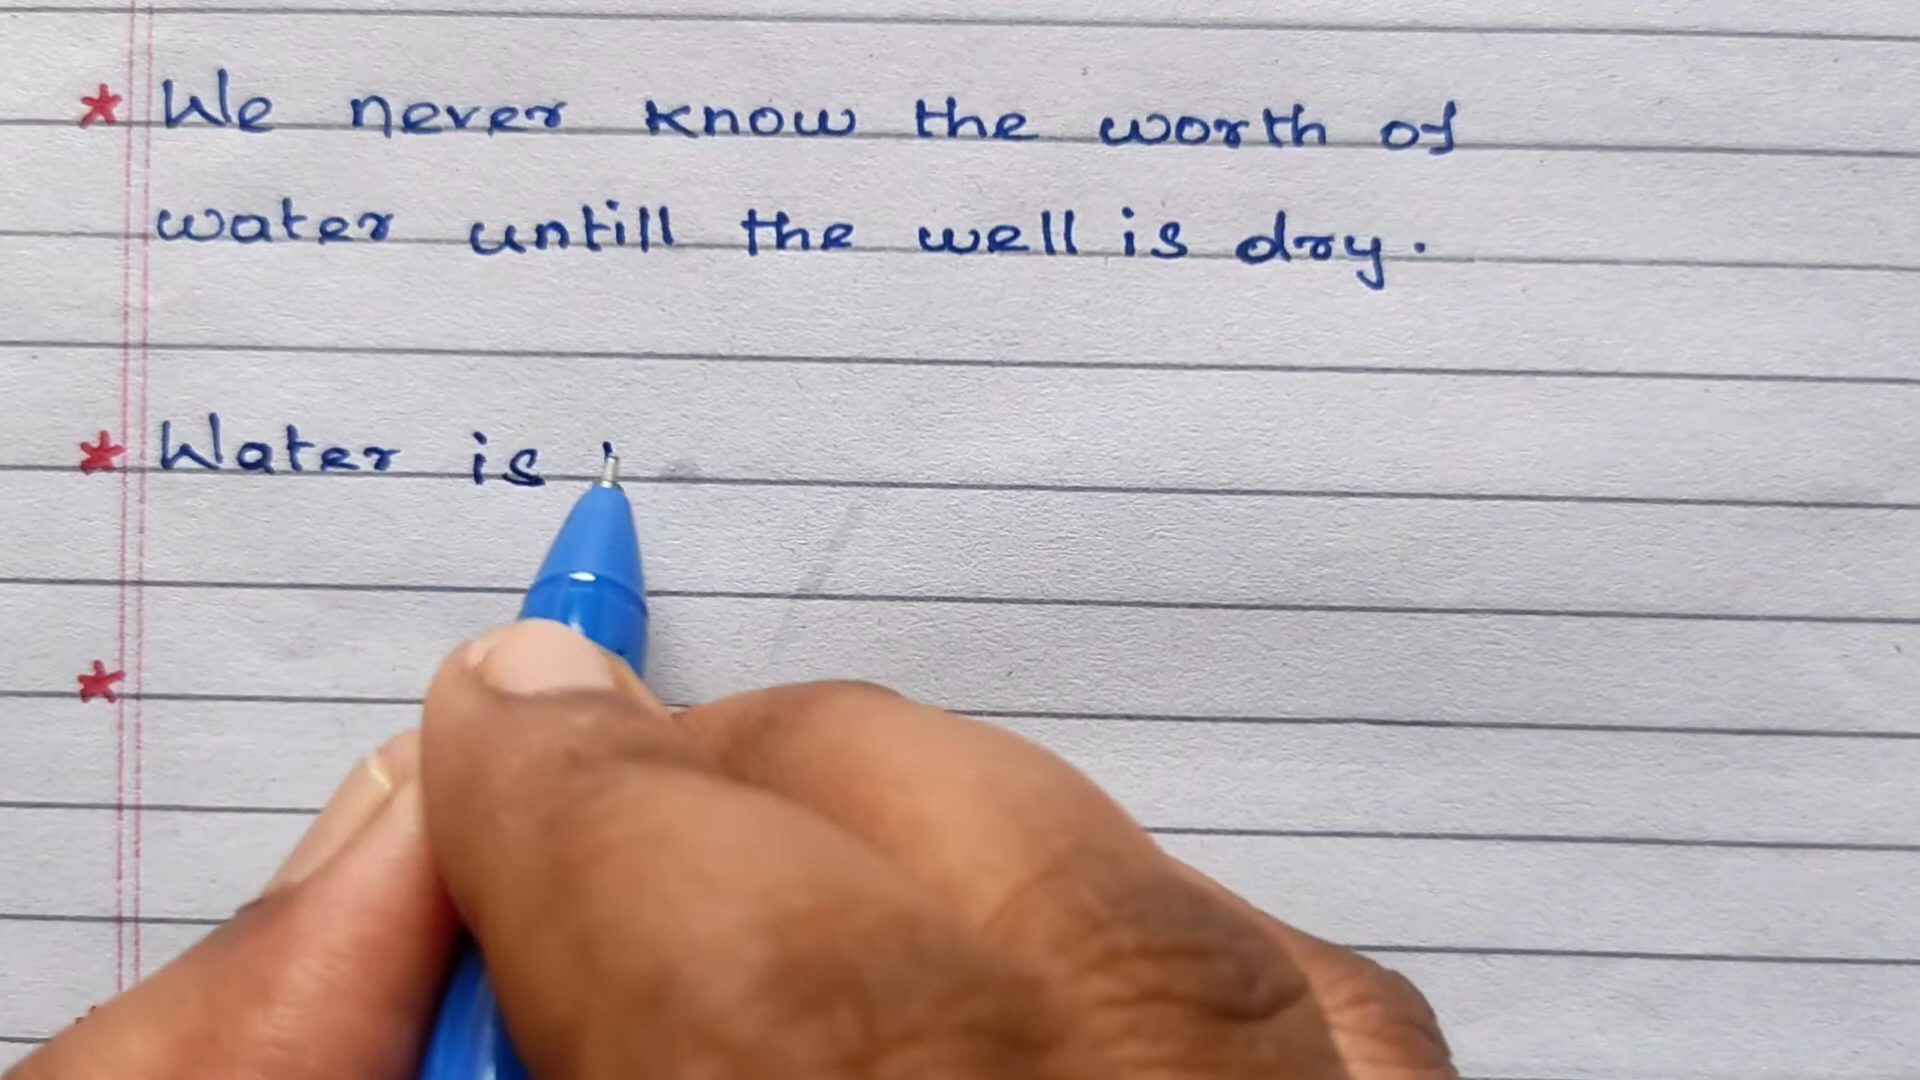 * We never know the worth of
water untill the well is dry.
* Water is
*